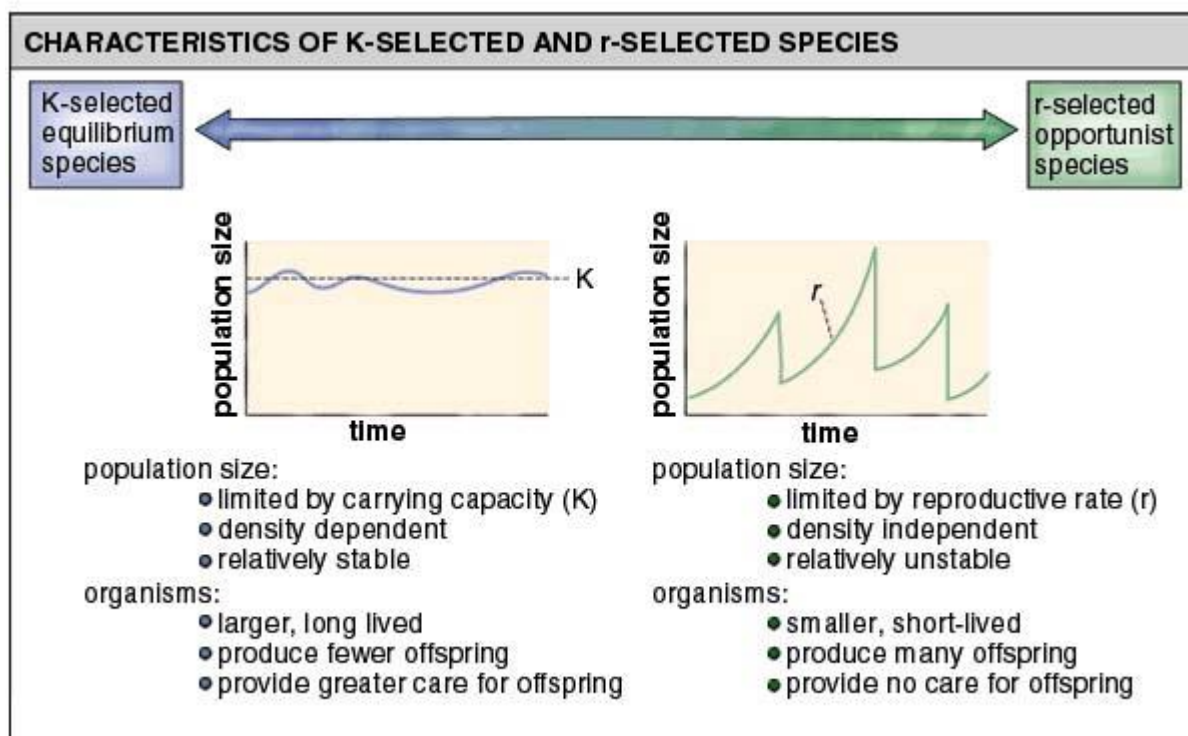 CHARACTERISTICS OF K-SELECTED AND r-SELECTED SPECIES
K-selected
equilibrium
species
r-selected
opportunist
species
population size
K
time
population size
r
time
population size:
limited by carrying capacity (K)
density dependent
relatively stable
organisms:
larger, long lived
produce fewer offspring
provide greater care for offspring
population size:
limited by reproductive rate (r)
density independent
relatively unstable
organisms:
smaller, short-lived
produce many offspring
provide no care for offspring